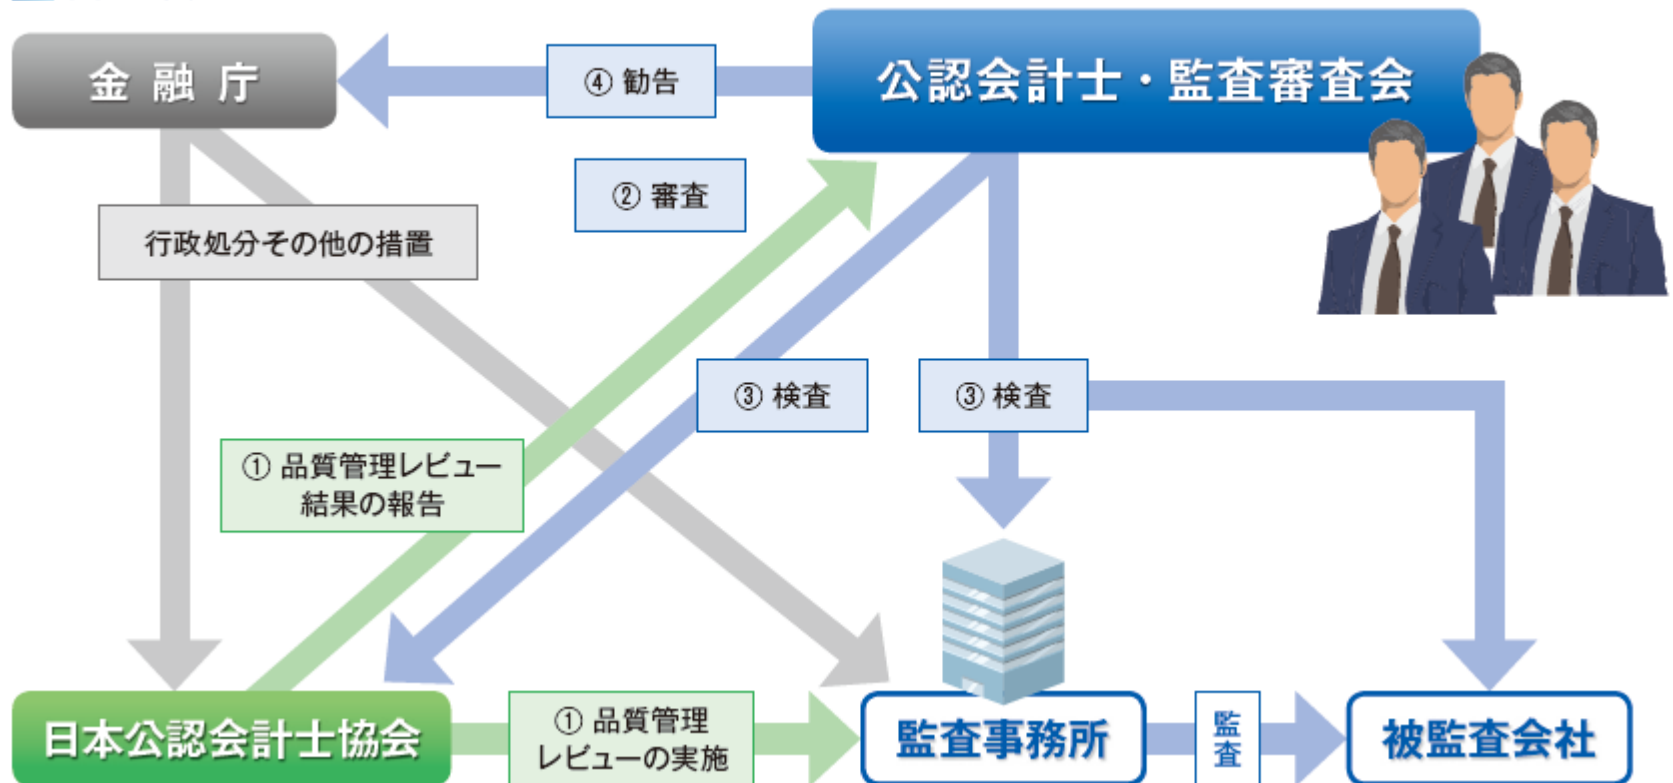 金融庁
④ 勧告
公認会計士・監査審査会
② 審査
行政処分その他の措置
③ 検査
③ 検査
① 品質管理レビュー
結果の報告
日本公認会計士協会
① 品質管理
レビューの実施
監査事務所
監査
被監査会社